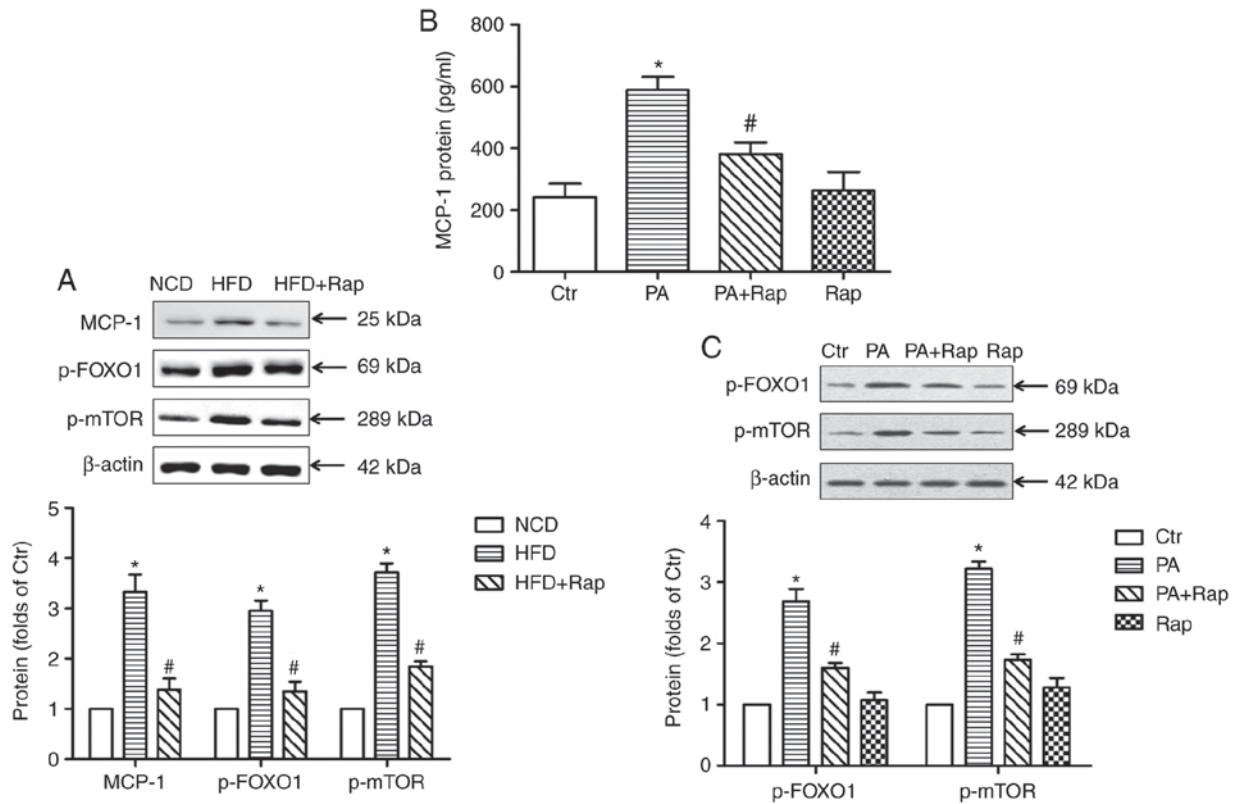 B
800
600
400
200
0
MCP-1 protein (pg/ml)
*
#
Ctr PA PA+Rap Rap
A
NCD HFD HFD+Rap
MCP-1 25 kDa
p-FOXO1 69 kDa
p-mTOR 289 kDa
β-actin 42 kDa
5
4
3
2
1
0
Protein (folds of Ctr)
* # * # * #
MCP-1 p-FOXO1 p-mTOR
NCD
HFD
HFD+Rap
C
Ctr PA PA+Rap Rap
p-FOXO1 69 kDa
p-mTOR 289 kDa
β-actin 42 kDa
4
3
2
1
0
Protein (folds of Ctr)
* # * #
p-FOXO1 p-mTOR
Ctr
PA
PA+Rap
Rap